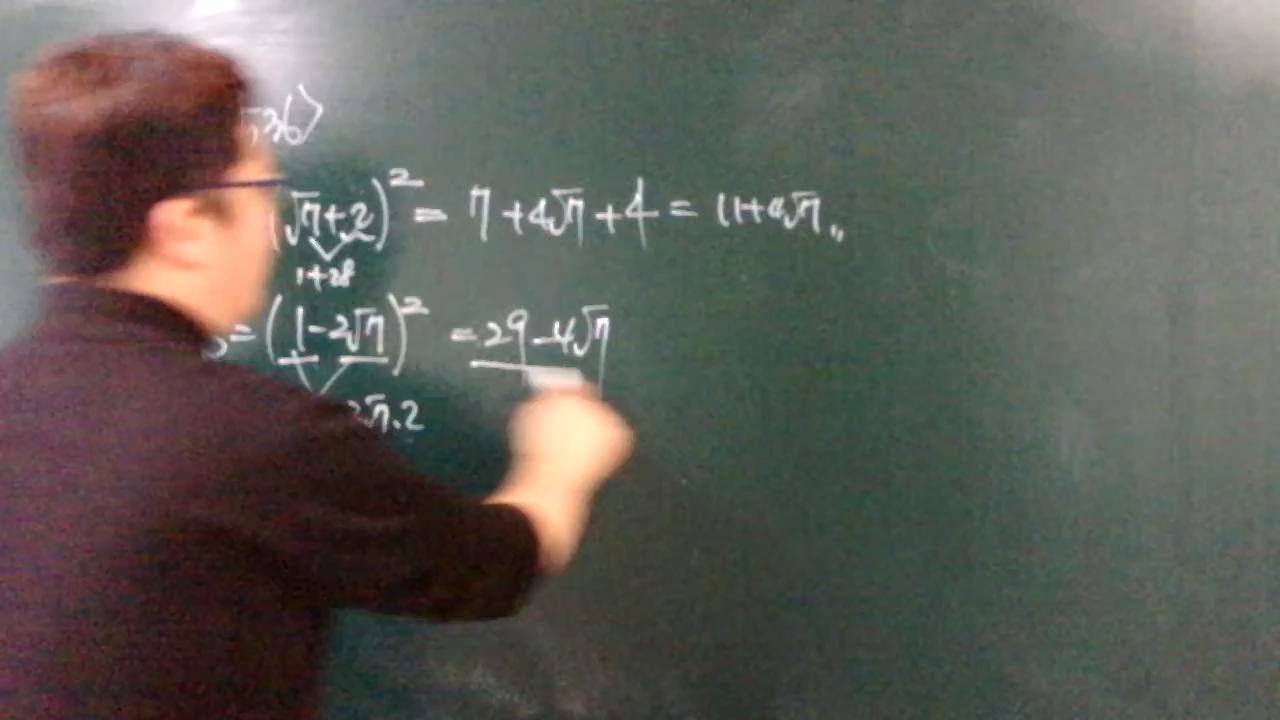 536>
(√7+2)² = 7+4√7+4 = 11+4√7〃
1+28
=(1-2√7)² =29-4√7
2√7.2